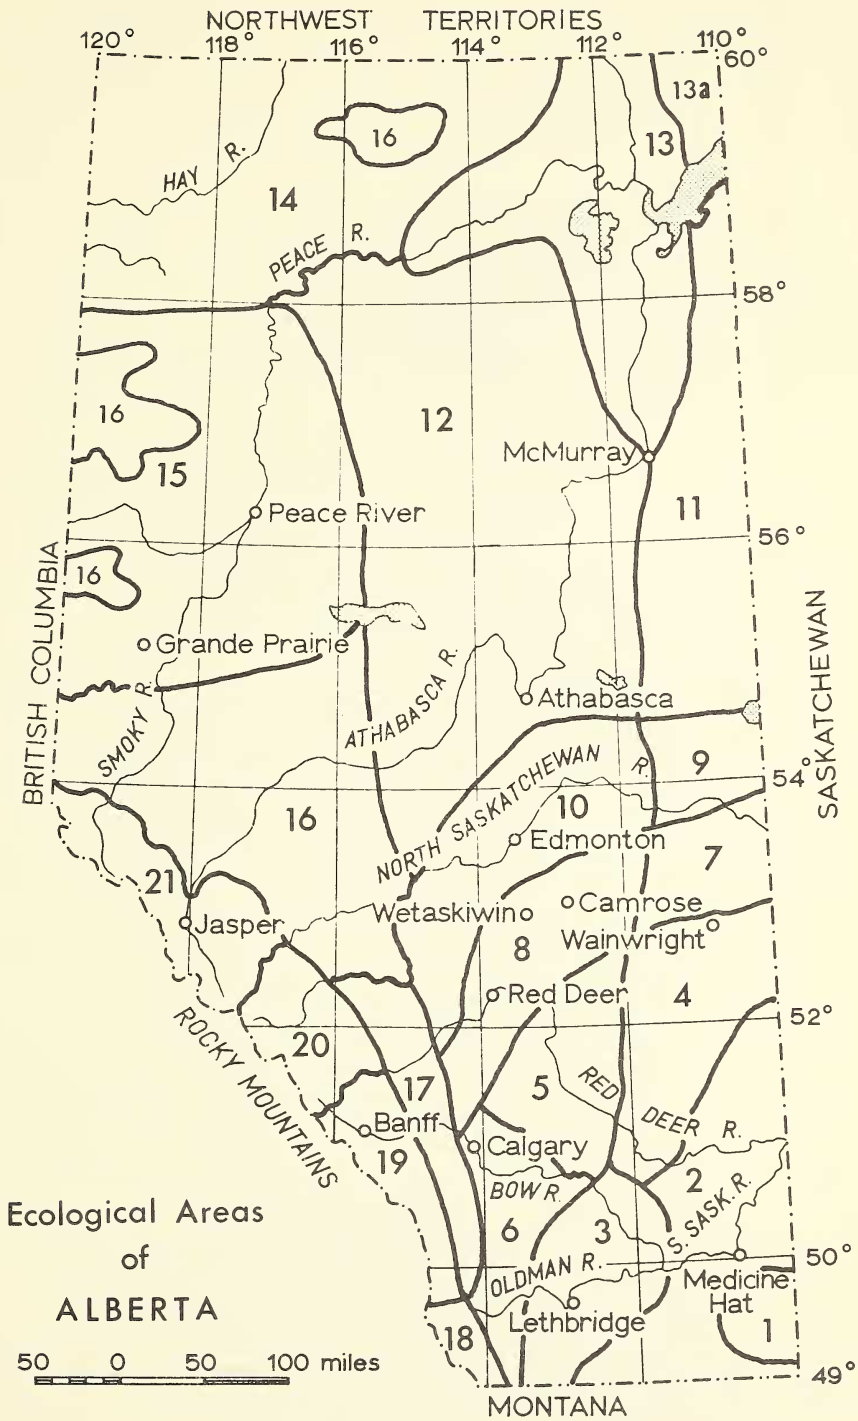 NORTHWEST TERRITORIES
120° 118° 116° 114° 112° 110°
60°
13a
16
13
HAY R.
14
PEACE R.
58°
16
12
McMurray
15
11
Peace River
56°
16
BRITISH COLUMBIA
SASKATCHEWAN
Grande Prairie
SMOKY R.
ATHABASCA R.
Athabasca
9
54°
NORTH SASKATCHEWAN R.
10
16
Edmonton
7
21
Camrose
Jasper
Wetaskiwin
Wainwright
8
Red Deer
4
52°
ROCKY MOUNTAINS
20
17
5
RED DEER R.
Banff
Calgary
19
2
BOW R.
S. SASK. R.
6
3
50°
OLDMAN R.
Medicine
Hat
Lethbridge
18
1
49°
MONTANA
Ecological Areas
of
ALBERTA
50 0 50 100 miles